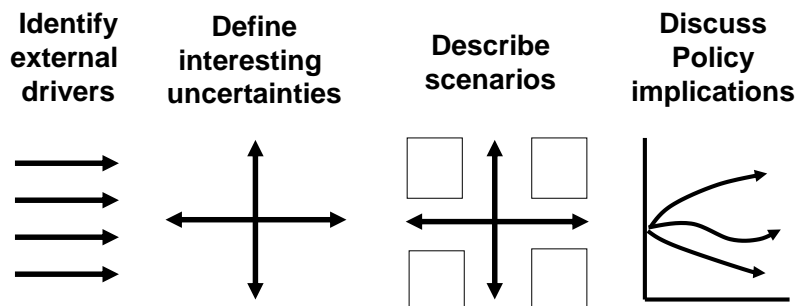 Identify
external
drivers
Define
interesting
uncertainties
Describe
scenarios
Discuss
Policy
implications